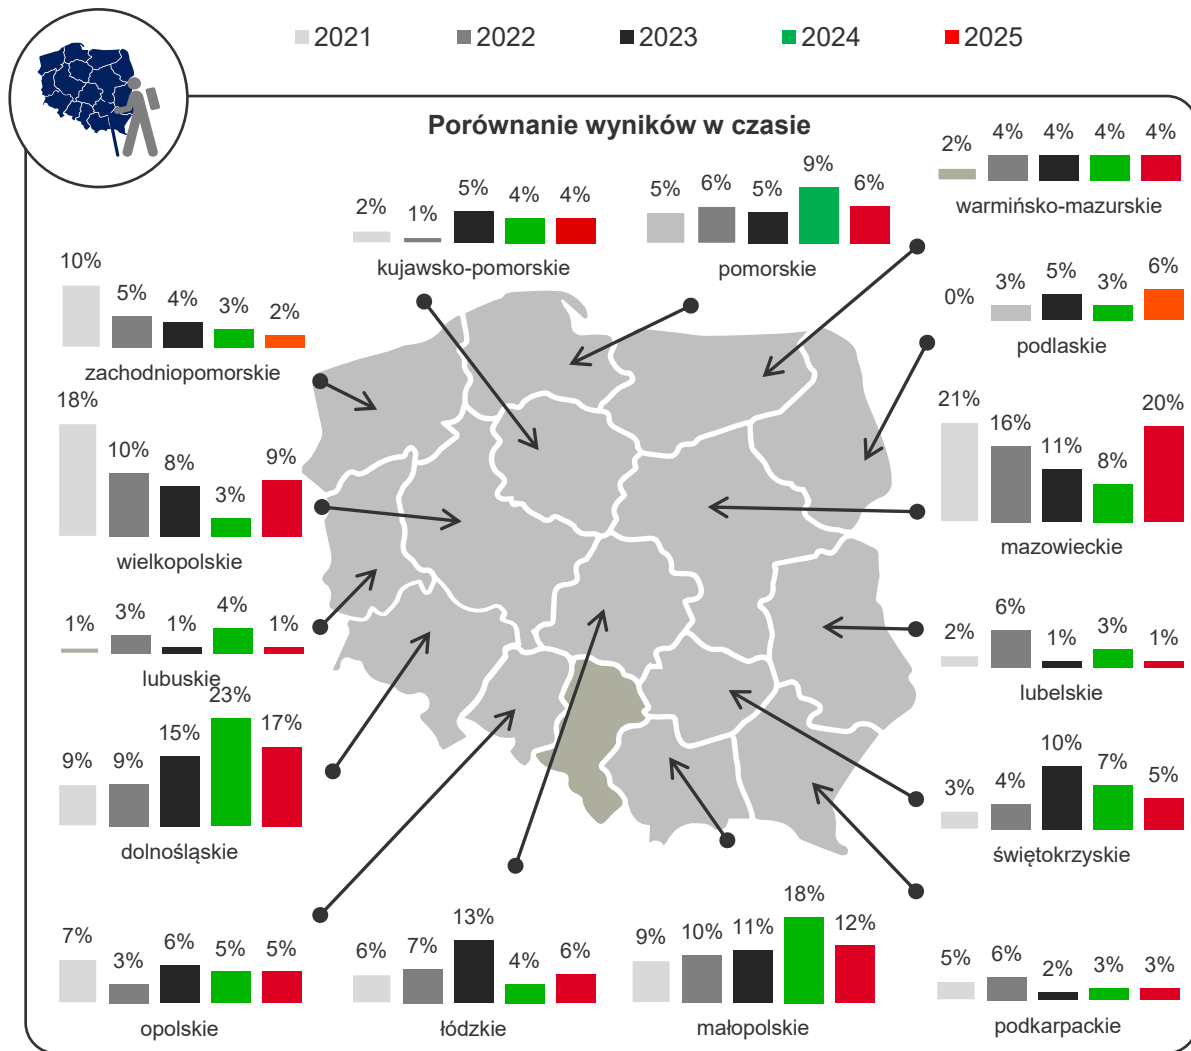 2021 2022 2023 2024 2025
Porównanie wyników w czasie
2% 4% 4% 4% 4%
warmińsko-mazurskie
2% 1% 5% 4% 4%
kujawsko-pomorskie
5% 6% 5% 9% 6%
pomorskie
10% 5% 4% 3% 2%
zachodniopomorskie
0% 3% 5% 3% 6%
podlaskie
18% 10% 8% 3% 9%
wielkopolskie
21% 16% 11% 8% 20%
mazowieckie
1% 3% 1% 4% 1%
lubuskie
2% 6% 1% 3% 1%
lubelskie
9% 9% 15% 23% 17%
dolnośląskie
3% 4% 10% 7% 5%
świętokrzyskie
7% 3% 6% 5% 5%
opolskie
6% 7% 13% 4% 6%
łódzkie
9% 10% 11% 18% 12%
małopolskie
5% 6% 2% 3% 3%
podkarpackie